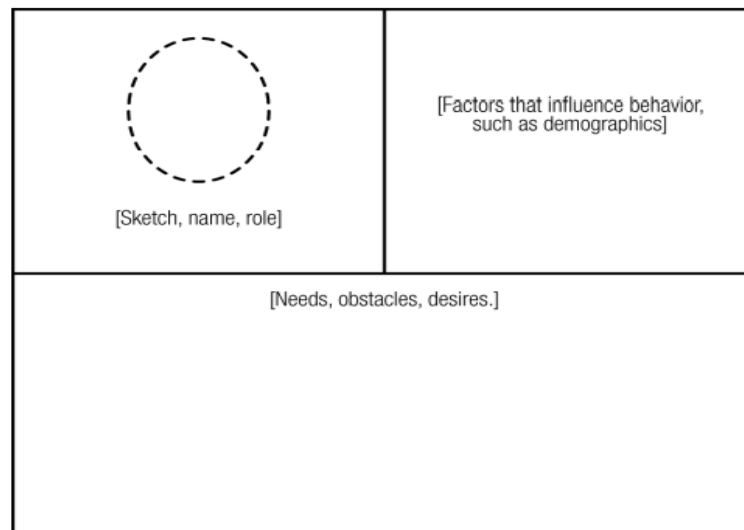 [Sketch, name, role]
[Factors that influence behavior,
such as demographics]
[Needs, obstacles, desires.]